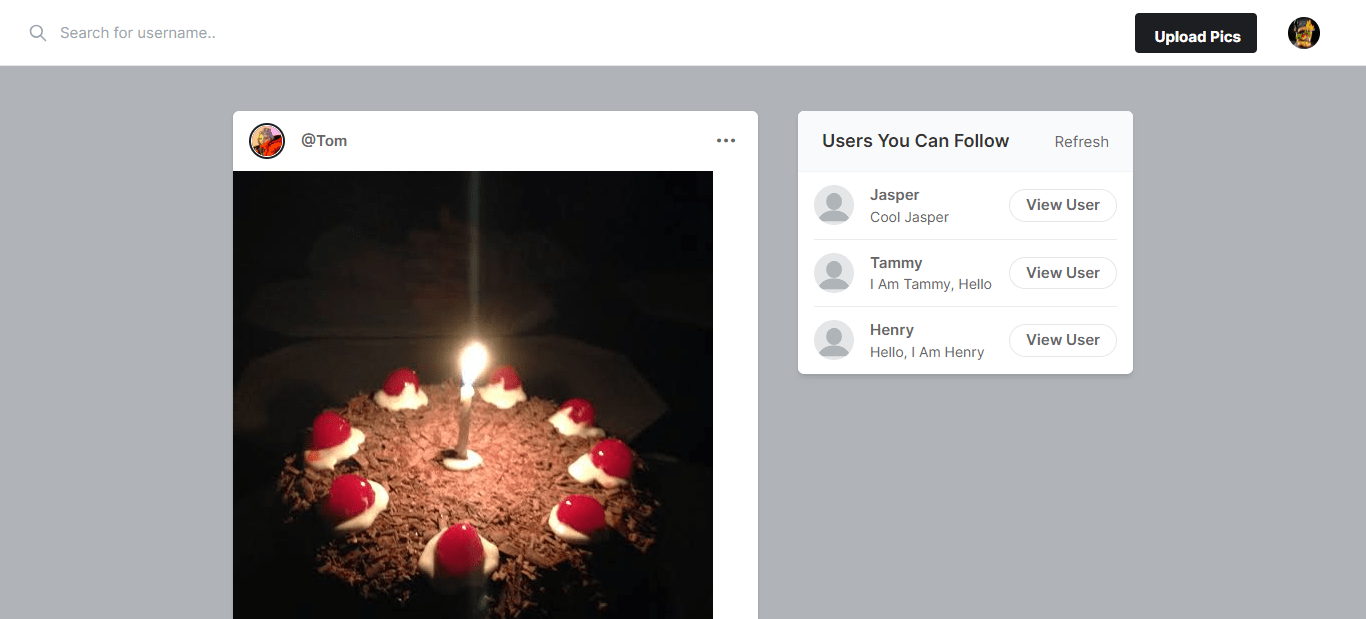 Search for username..
Upload Pics
@Tom
Users You Can Follow
Refresh
Jasper
Cool Jasper
View User
Tammy
I Am Tammy, Hello
View User
Henry
Hello, I Am Henry
View User